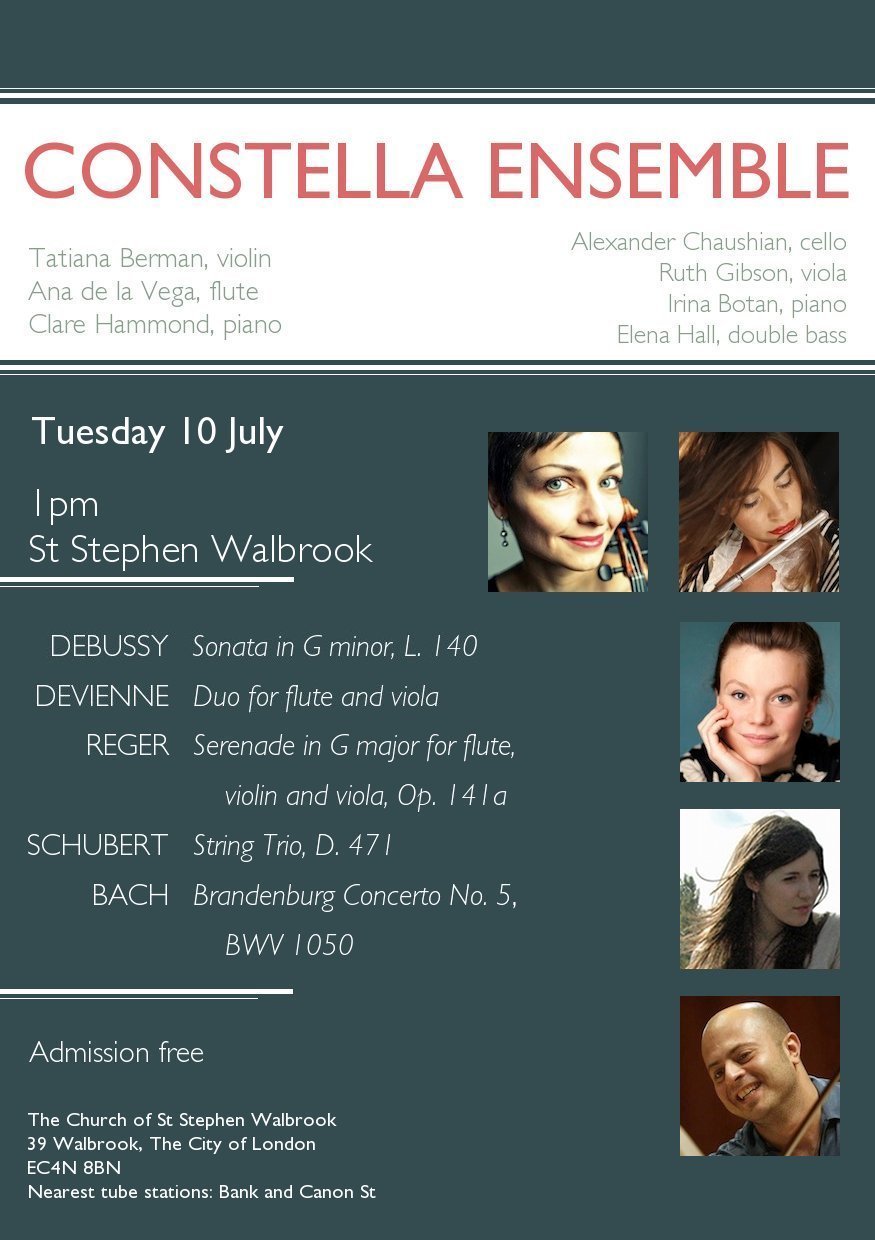 CONSTELLA ENSEMBLE
Tatiana Berman, violin
Ana de la Vega, flute
Clare Hammond, piano
Alexander Chaushian, cello
Ruth Gibson, viola
Irina Botan, piano
Elena Hall, double bass
Tuesday 10 July
1pm
St Stephen Walbrook
DEBUSSY Sonata in G minor, L. 140
DEVIENNE Duo for flute and viola
REGER Serenade in G major for flute,
violin and viola, Op. 141a
SCHUBERT String Trio, D. 471
BACH Brandenburg Concerto No. 5,
BWV 1050
Admission free
The Church of St Stephen Walbrook
39 Walbrook, The City of London
EC4N 8BN
Nearest tube stations: Bank and Canon St